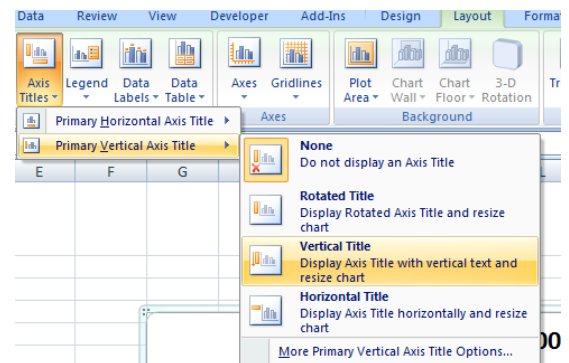 Data Review View Developer Add-Ins Design Layout Forma
Axis Titles Legend Data Labels Data Table Axes Gridlines Plot Area Chart Wall Chart Floor 3-D Rotation Tr
Axes Background
Primary Horizontal Axis Title
Primary Vertical Axis Title
E F G L
None
Do not display an Axis Title
Rotated Title
Display Rotated Axis Title and resize
chart
Vertical Title
Display Axis Title with vertical text and
resize chart
Horizontal Title
Display Axis Title horizontally and resize
chart
More Primary Vertical Axis Title Options...
00